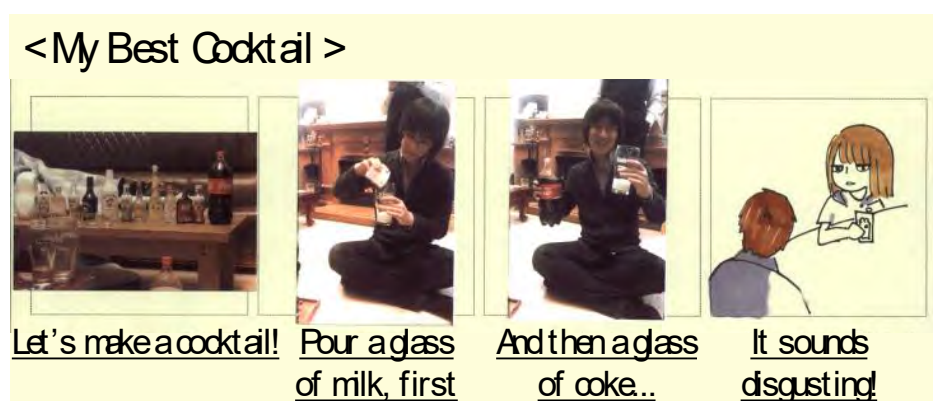 <My Best Cocktail >
Let's make a cocktail!
Pour a glass
of milk, first
And then a glass
of coke...
It sounds
disgusting!